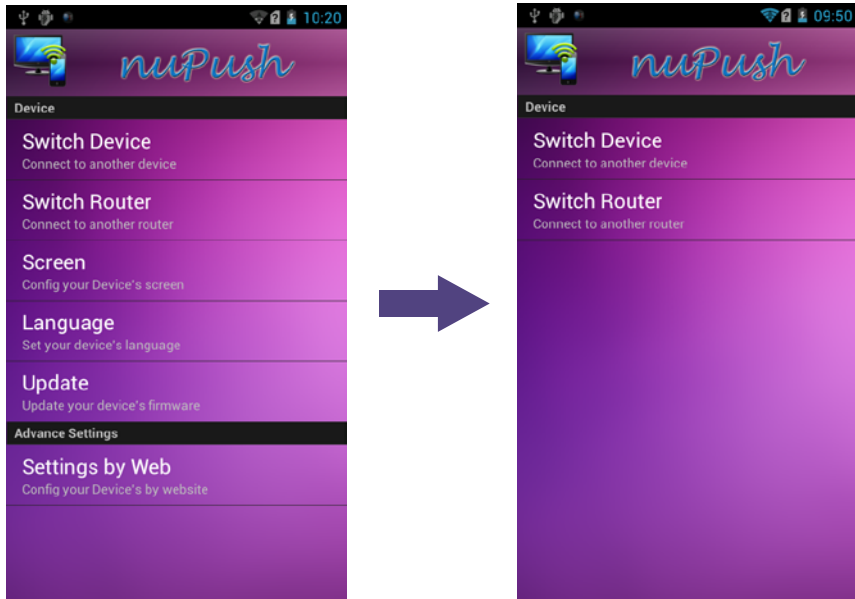 10:20
nuPush
Device
Switch Device
Connect to another device
Switch Router
Connect to another router
Screen
Config your Device's screen
Language
Set your device's language
Update
Update your device's firmware
Advance Settings
Settings by Web
Config your Device's by website
09:50
nuPush
Device
Switch Device
Connect to another device
Switch Router
Connect to another router